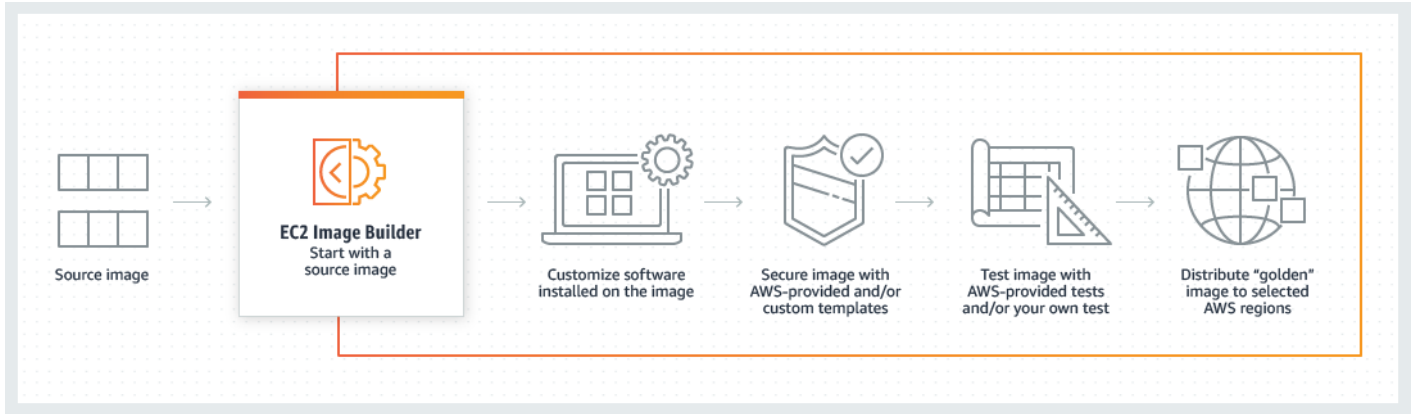 Source image
EC2 Image Builder
Start with a
source image
Customize software
installed on the image
Secure image with
AWS-provided and/or
custom templates
Test image with
AWS-provided tests
and/or your own test
Distribute “golden”
image to selected
AWS regions